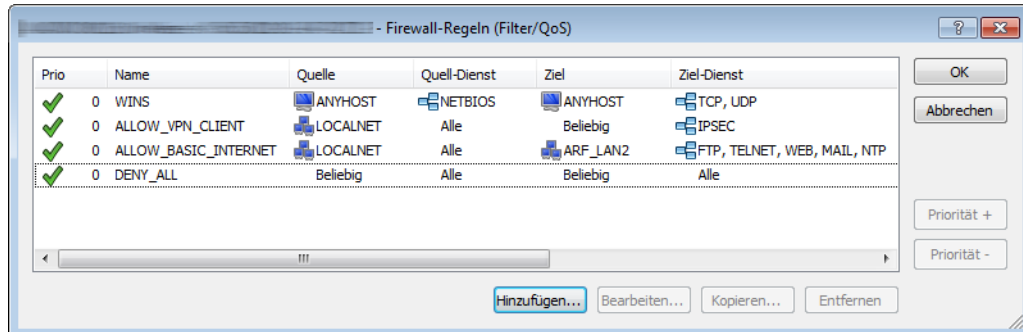 - Firewall-Regeln (Filter/QoS)
Prio Name Quelle Quell-Dienst Ziel Ziel-Dienst
0 WINS ANYHOST NETBIOS ANYHOST TCP, UDP
0 ALLOW_VPN_CLIENT LOCALNET Alle Beliebig IPSEC
0 ALLOW_BASIC_INTERNET LOCALNET Alle ARF_LAN2 FTP, TELNET, WEB, MAIL, NTP
0 DENY_ALL Beliebig Alle Beliebig Alle
OK
Abbrechen
Priorität +
Priorität -
Hinzufügen... Bearbeiten... Kopieren... Entfernen